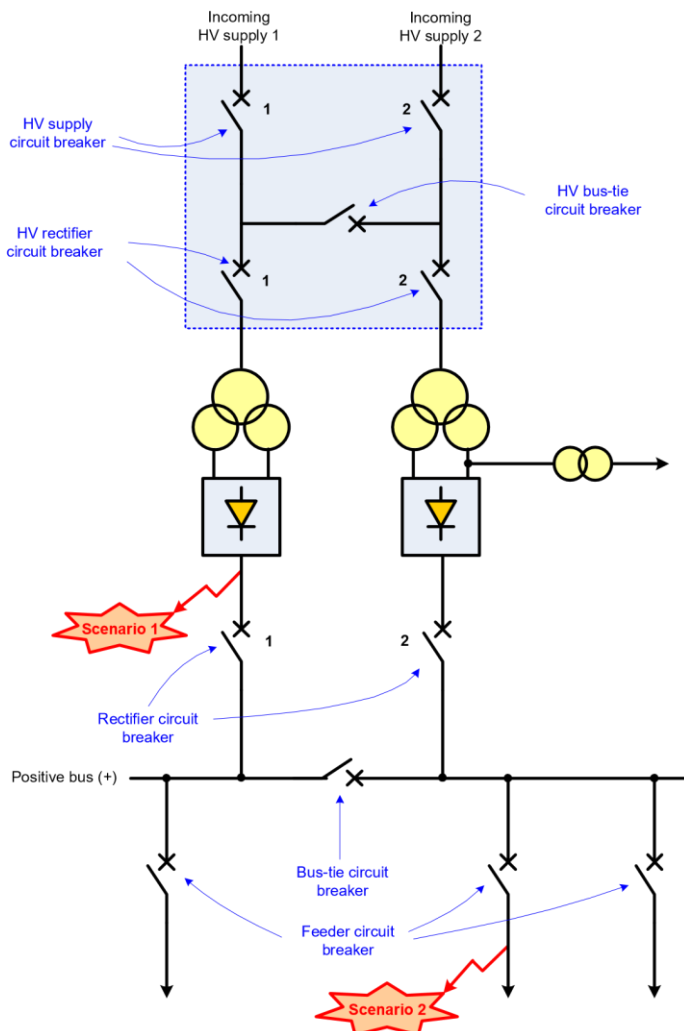 Incoming
HV supply 1
Incoming
HV supply 2
1
2
HV supply
circuit breaker
HV bus-tie
circuit breaker
HV rectifier
circuit breaker
1
2
Scenario 1
1
2
Rectifier circuit
breaker
Positive bus (+)
Bus-tie circuit
breaker
Feeder circuit
breaker
Scenario 2